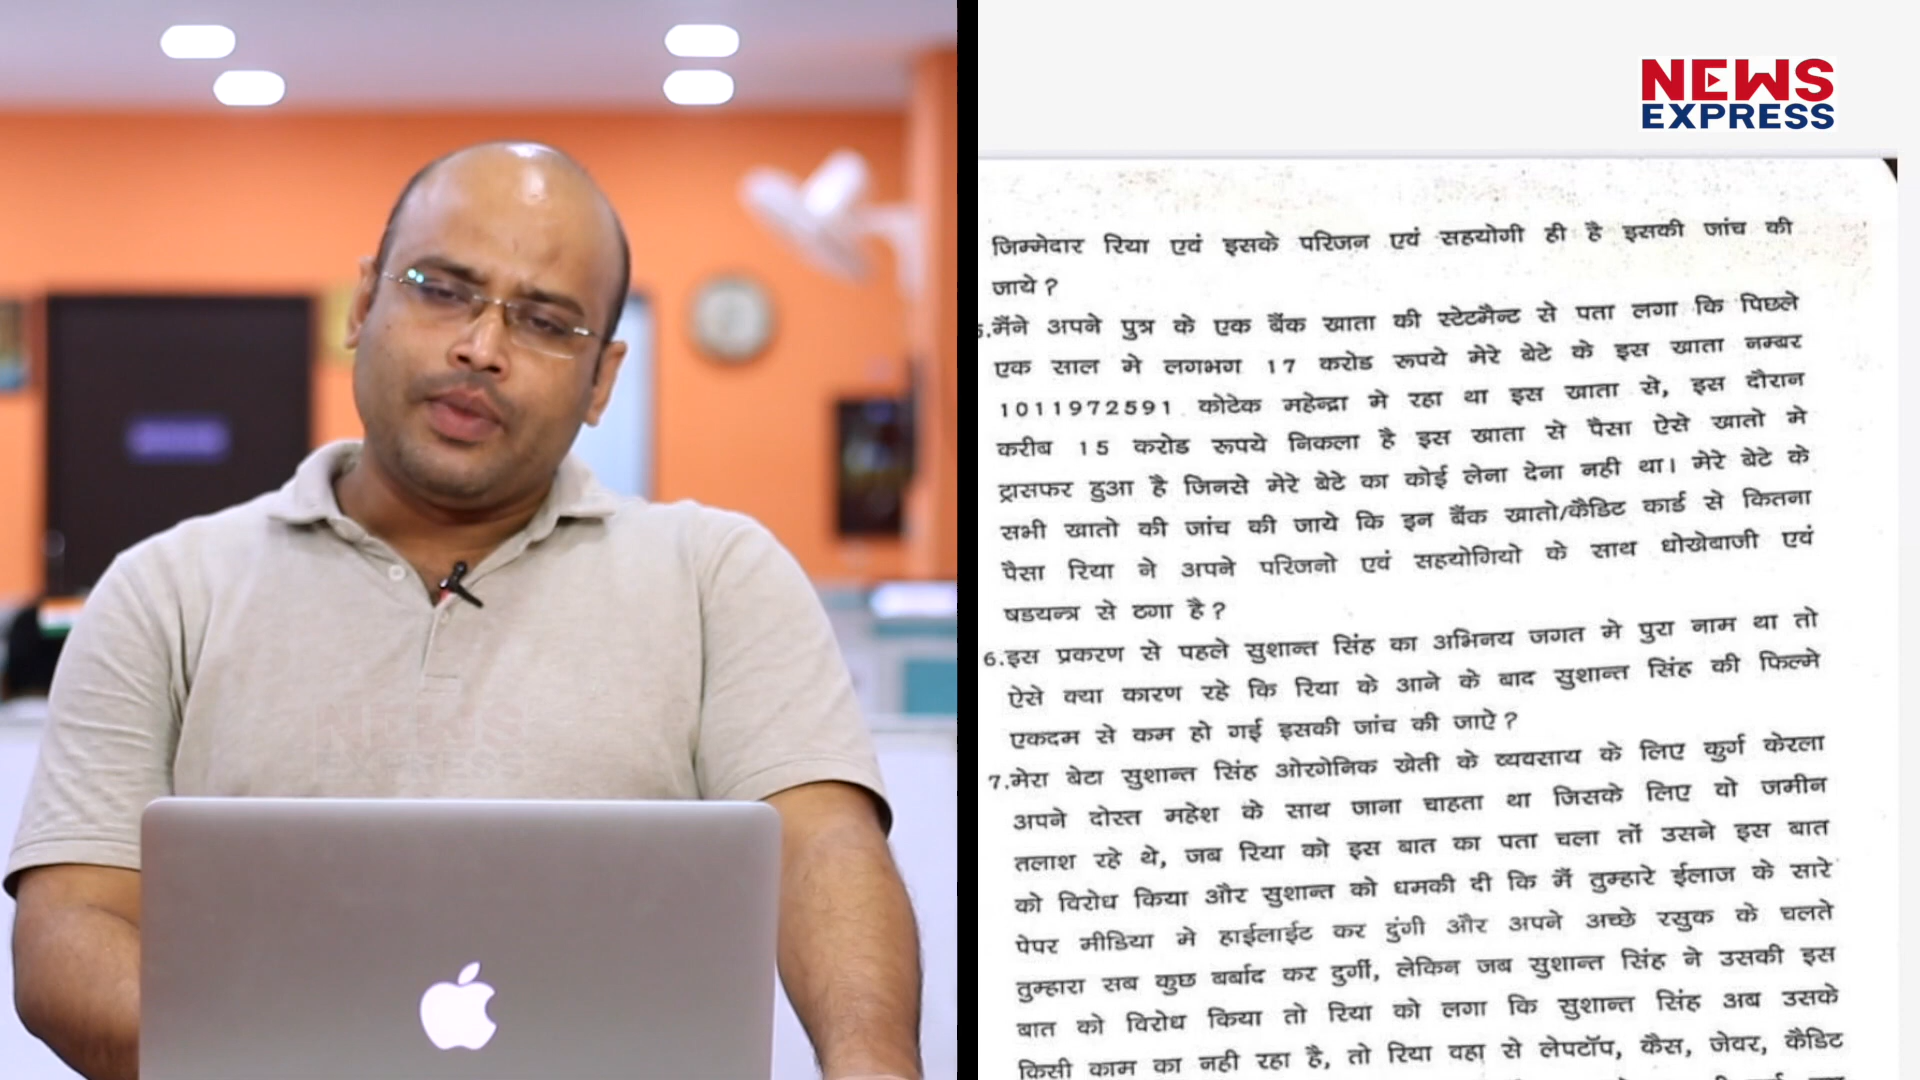 NEWS
EXPRESS
जिम्मेदार रिया एवं इसके परिजन एवं सहयोगी ही है इसकी जांच की
जाये ?
5.मैंने अपने पुत्र के एक बैंक खाता की स्टेटमैन्ट से पता लगा कि पिछले
एक साल मे लगभग 17 करोड रूपये मेरे बेटे के इस खाता नम्बर
1011972591 कोटेक महेन्द्रा मे रहा था इस खाता से, इस दौरान
करीब 15 करोड रूपये निकला है इस खाता से पैसा ऐसे खातो मे
ट्रासफर हुआ है जिनसे मेरे बेटे का कोई लेना देना नही था। मेरे बेटे के
सभी खातो की जांच की जाये कि इन बैंक खातो/कैडिट कार्ड से कितना
पैसा रिया ने अपने परिजनो एवं सहयोगियो के साथ धोखेबाजी एवं
षडयन्त्र से ठगा है ?
6.इस प्रकरण से पहले सुशान्त सिंह का अभिनय जगत मे पुरा नाम था तो
ऐसे क्या कारण रहे कि रिया के आने के बाद सुशान्त सिंह की फिल्मे
एकदम से कम हो गई इसकी जांच की जाऐ ?
7.मेरा बेटा सुशान्त सिंह ओरगेनिक खेती के व्यवसाय के लिए कुर्ग केरला
अपने दोस्त महेश के साथ जाना चाहता था जिसके लिए वो जमीन
तलाश रहे थे, जब रिया को इस बात का पता चला तों उसने इस बात
को विरोध किया और सुशान्त को धमकी दी कि मैं तुम्हारे ईलाज के सारे
पेपर मीडिया मे हाईलाईट कर दुंगी और अपने अच्छे रसुक के चलते
तुम्हारा सब कुछ बर्बाद कर दुगीं, लेकिन जब सुशान्त सिंह ने उसकी इस
बात को विरोध किया तो रिया को लगा कि सुशान्त सिंह अब उसके
किसी काम का नही रहा है, तो रिया वहा से लेपटॉप, कैस, जेवर, कैडिट
NEWS
EXPRESS